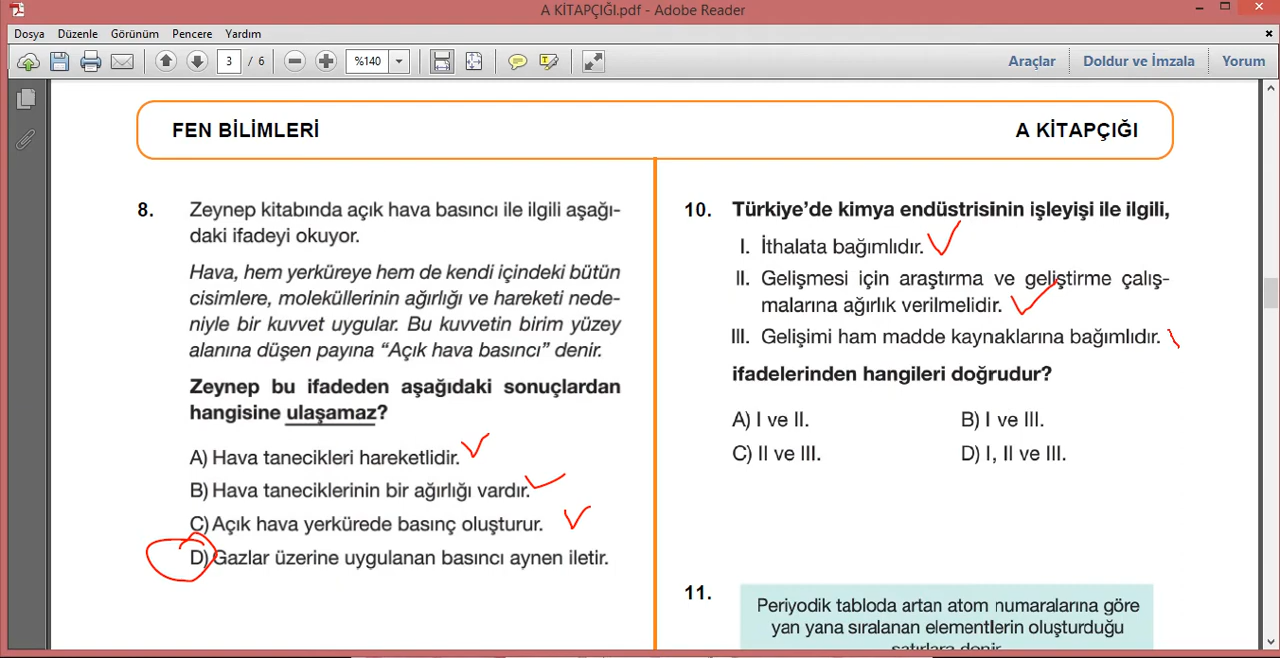 A KİTAPÇIĞI.pdf - Adobe Reader
Dosya Düzenle Görünüm Pencere Yardım
3 / 6 %140 Araçlar Doldur ve İmzala Yorum
FEN BİLİMLERİ A KİTAPÇIĞI
8. Zeynep kitabında açık hava basıncı ile ilgili aşağı-
daki ifadeyi okuyor.
Hava, hem yerküreye hem de kendi içindeki bütün
cisimlere, moleküllerinin ağırlığı ve hareketi nede-
niyle bir kuvvet uygular. Bu kuvvetin birim yüzey
alanına düşen payına “Açık hava basıncı” denir.
Zeynep bu ifadeden aşağıdaki sonuçlardan
hangisine ulaşamaz?
A) Hava tanecikleri hareketlidir.
B) Hava taneciklerinin bir ağırlığı vardır.
C) Açık hava yerkürede basınç oluşturur.
D) Gazlar üzerine uygulanan basıncı aynen iletir.
10. Türkiye’de kimya endüstrisinin işleyişi ile ilgili,
I. İthalata bağımlıdır.
II. Gelişmesi için araştırma ve geliştirme çalış-
malarına ağırlık verilmelidir.
III. Gelişimi ham madde kaynaklarına bağımlıdır.
ifadelerinden hangileri doğrudur?
A) I ve II. B) I ve III.
C) II ve III. D) I, II ve III.
11. Periyodik tabloda artan atom numaralarına göre
yan yana sıralanan elementlerin oluşturduğu
satırlara denir